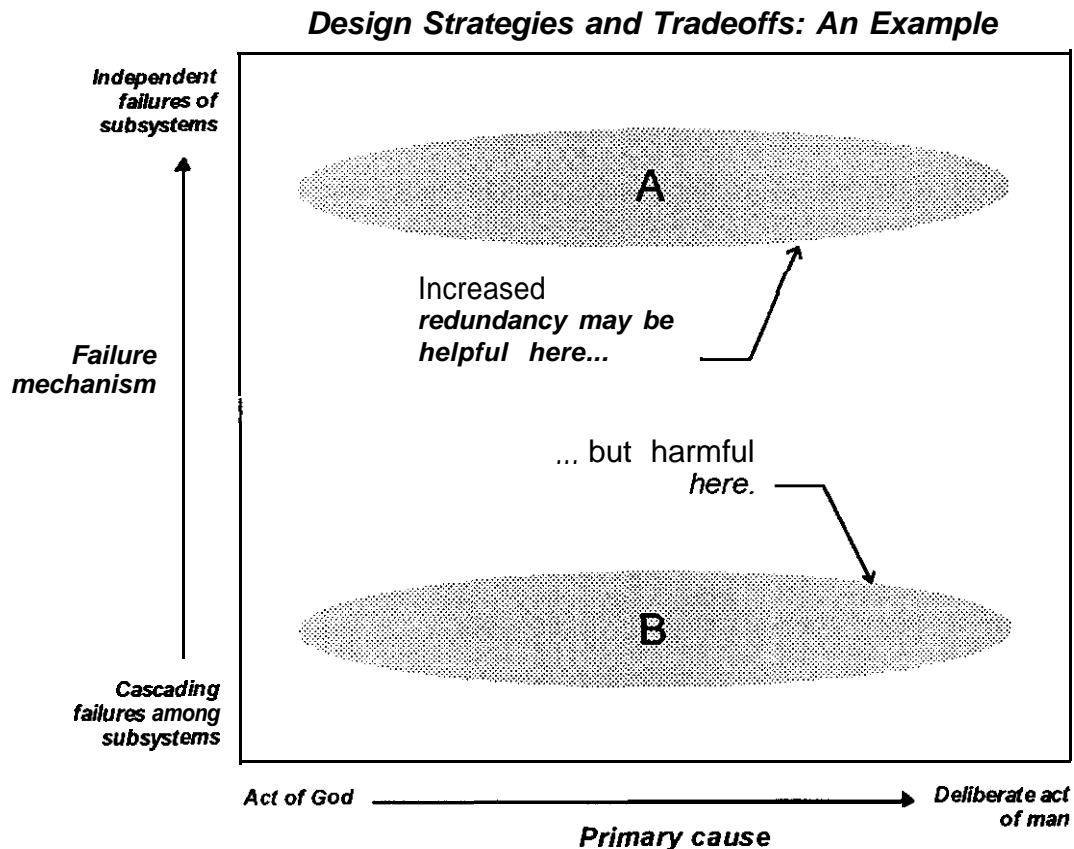 Design Strategies and Tradeoffs: An Example
Independent
failures of
subsystems
A
Increased
redundancy may be
helpful here...
Failure
mechanism
... but harmful
here.
B
Cascading
failures among
subsystems
Act of God
Deliberate act
of man
Primary cause